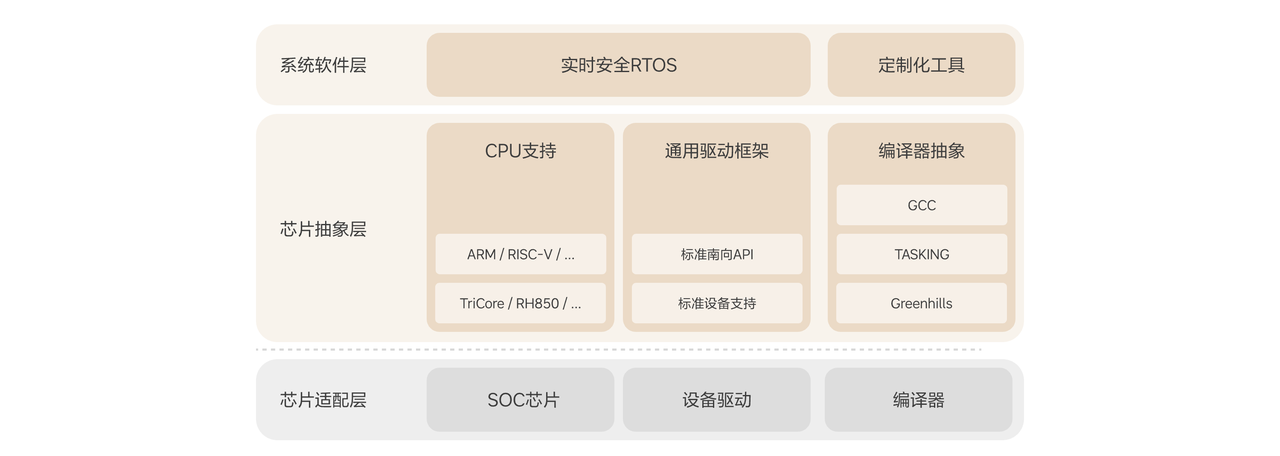 系统软件层
实时安全RTOS
定制化工具
芯片抽象层
CPU支持
ARM / RISC-V / ...
TriCore / RH850 / ...
通用驱动框架
标准南向API
标准设备支持
编译器抽象
GCC
TASKING
Greenhills
芯片适配层
SOC芯片
设备驱动
编译器